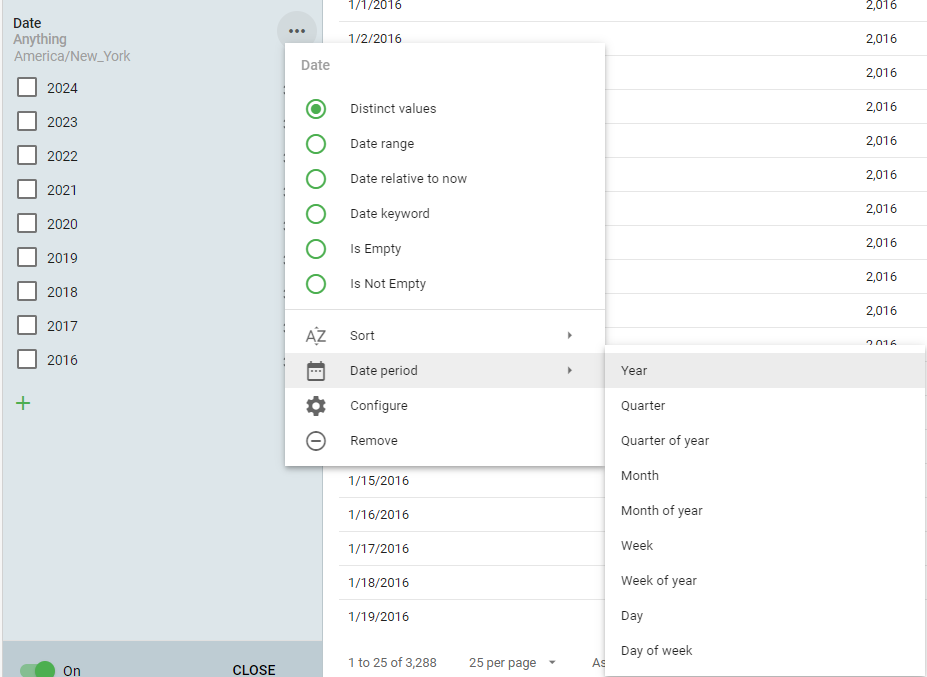 Date
Anything
America/New_York
2024
2023
2022
2021
2020
2019
2018
2017
2016
On
CLOSE
Date
Distinct values
Date range
Date relative to now
Date keyword
Is Empty
Is Not Empty
AZ Sort
Date period
Configure
Remove
Year
Quarter
Quarter of year
Month
Month of year
Week
Week of year
Day
Day of week
1/1/2016 2,016
1/2/2016 2,016
2,016
2,016
2,016
2,016
2,016
2,016
2,016
2,016
2,016
1/15/2016
1/16/2016
1/17/2016
1/18/2016
1/19/2016
1 to 25 of 3,288 25 per page As